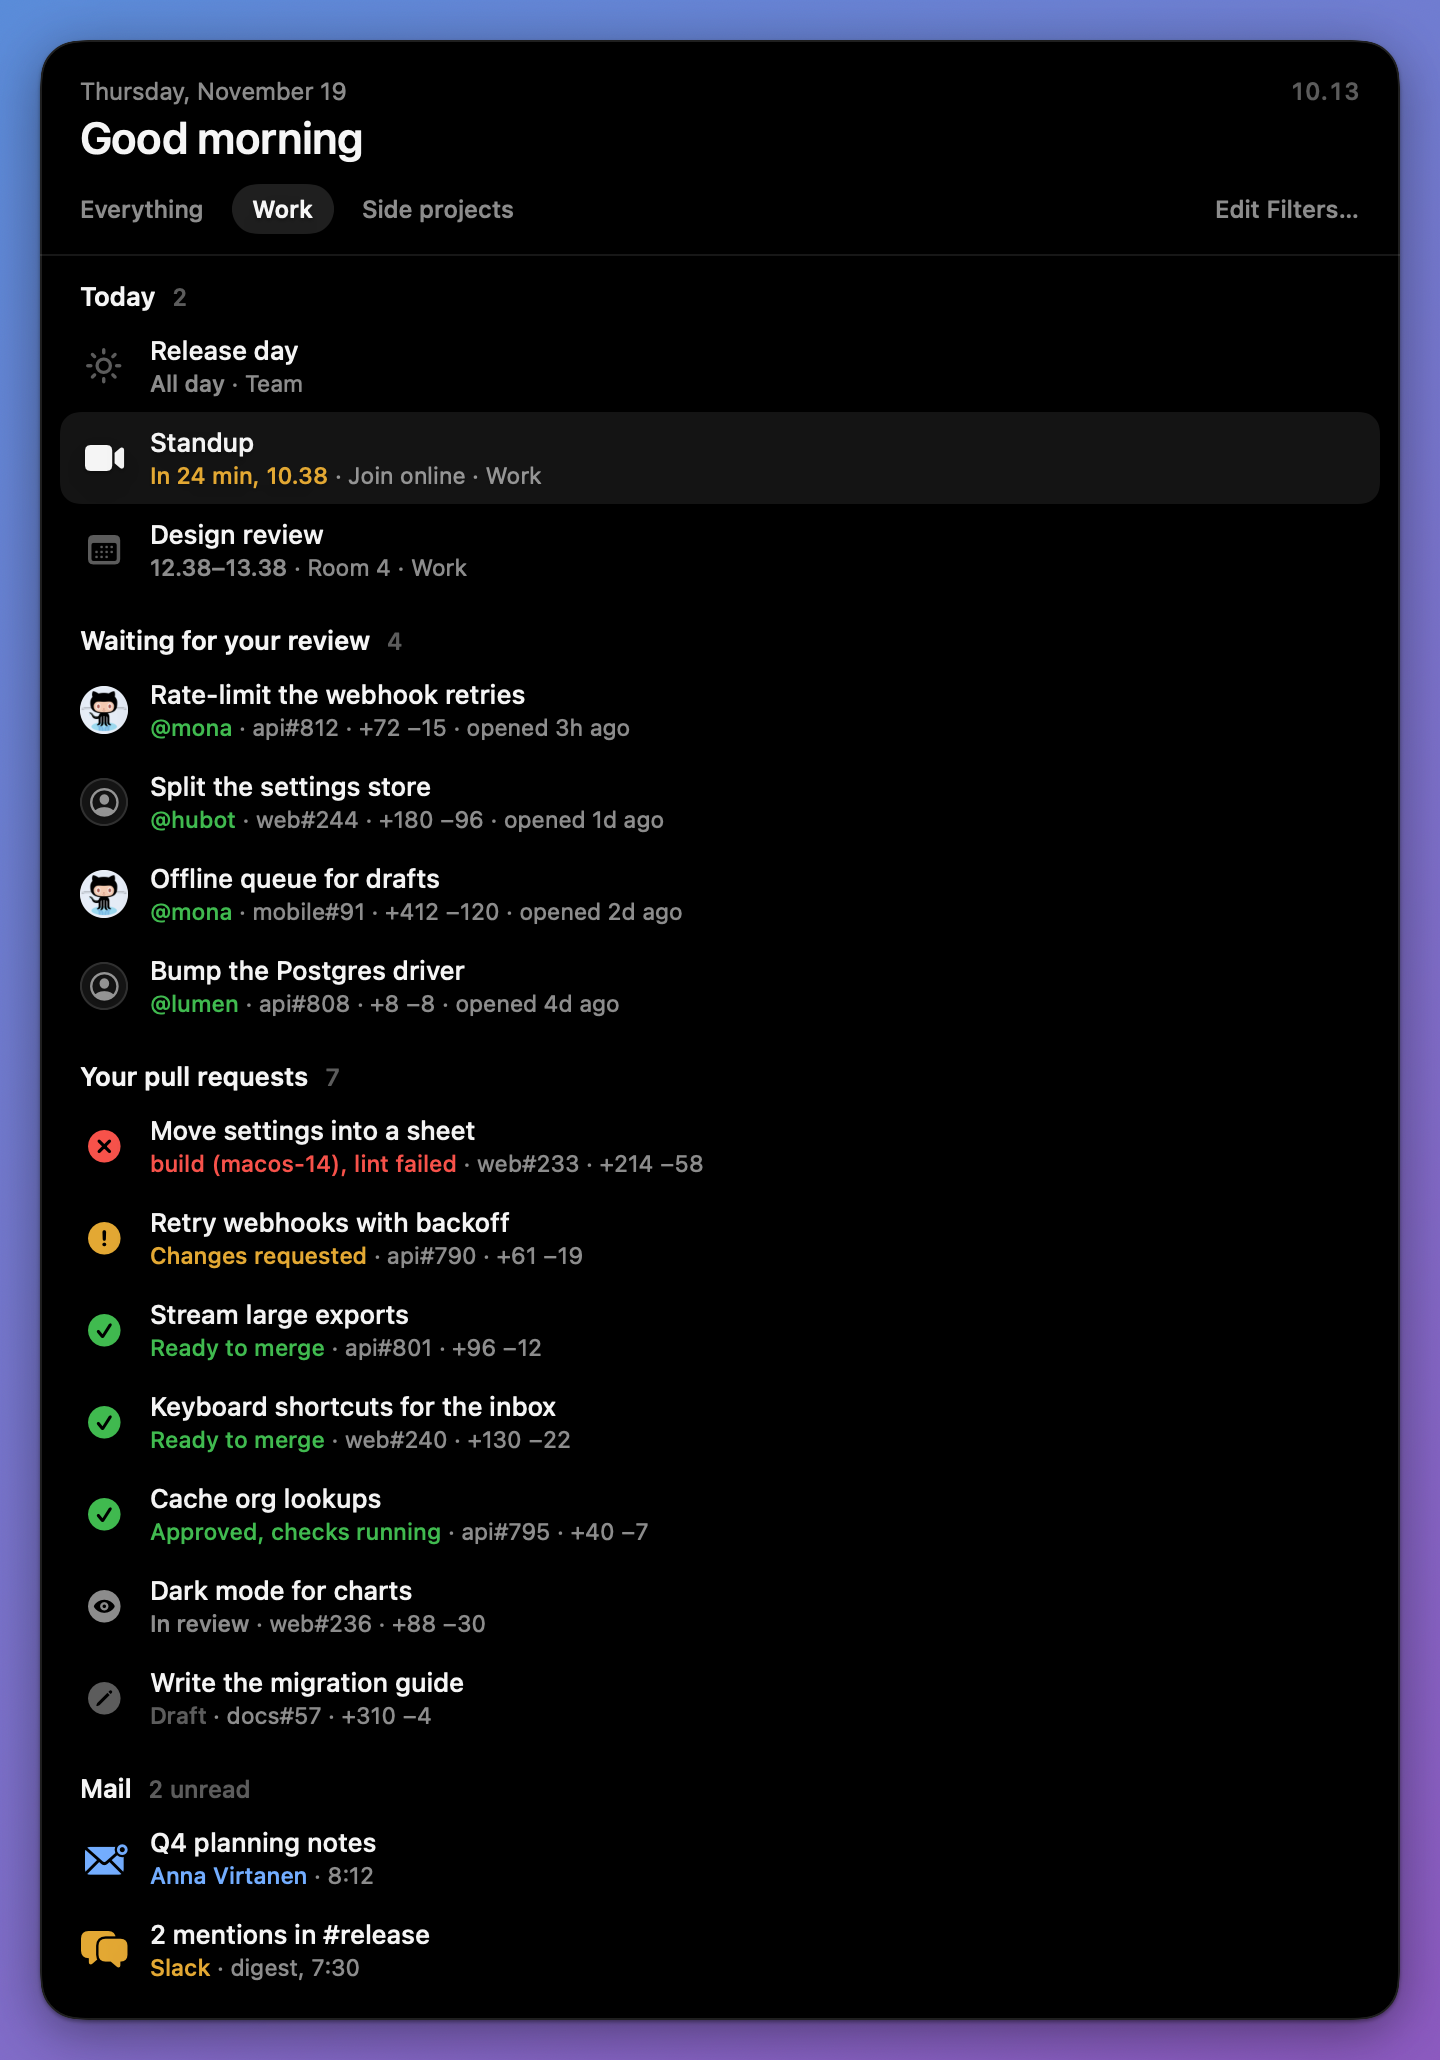 Thursday, November 19
10.13
Good morning
Everything
Work
Side projects
Edit Filters...
Today 2
Release day
All day · Team
Standup
In 24 min, 10.38 · Join online · Work
Design review
12.38–13.38 · Room 4 · Work
Waiting for your review 4
Rate-limit the webhook retries
@mona · api#812 · +72 −15 · opened 3h ago
Split the settings store
@hubot · web#244 · +180 −96 · opened 1d ago
Offline queue for drafts
@mona · mobile#91 · +412 −120 · opened 2d ago
Bump the Postgres driver
@lumen · api#808 · +8 −8 · opened 4d ago
Your pull requests 7
Move settings into a sheet
build (macos-14), lint failed · web#233 · +214 −58
Retry webhooks with backoff
Changes requested · api#790 · +61 −19
Stream large exports
Ready to merge · api#801 · +96 −12
Keyboard shortcuts for the inbox
Ready to merge · web#240 · +130 −22
Cache org lookups
Approved, checks running · api#795 · +40 −7
Dark mode for charts
In review · web#236 · +88 −30
Write the migration guide
Draft · docs#57 · +310 −4
Mail 2 unread
Q4 planning notes
Anna Virtanen · 8:12
2 mentions in #release
Slack · digest, 7:30